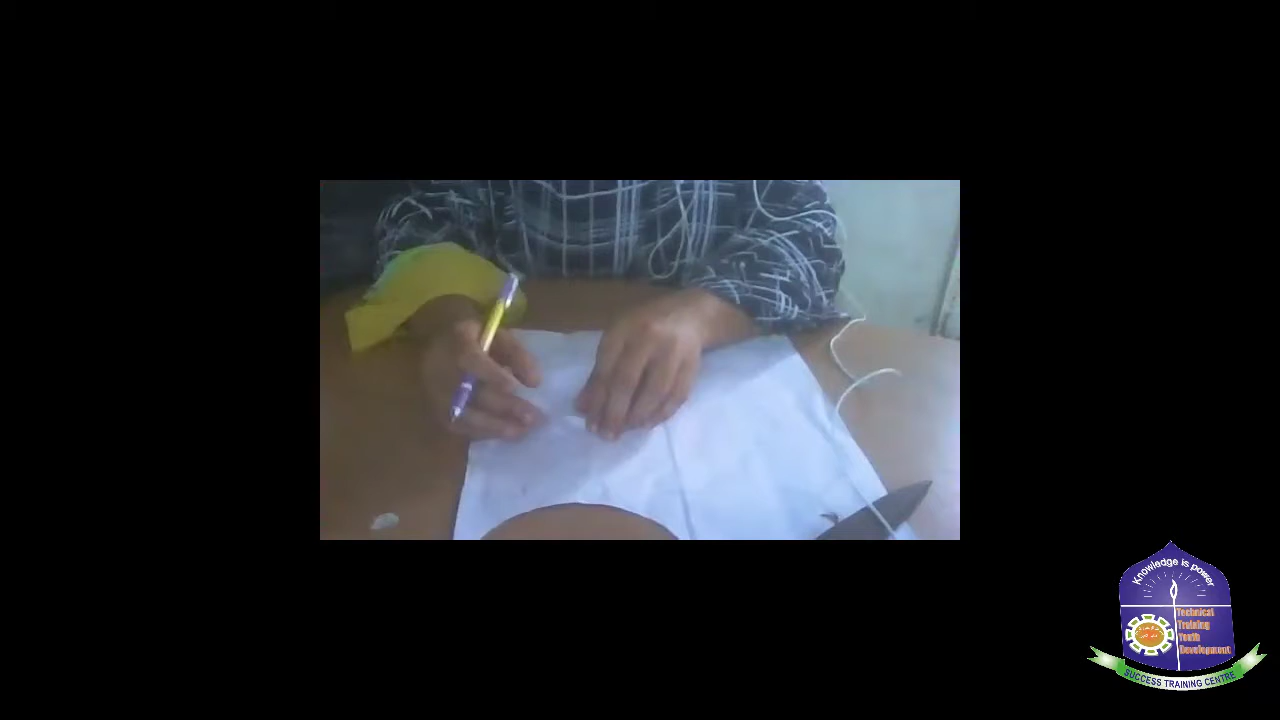 Knowledge is power
Technical
Training
Youth
Development
SUCCESS TRAINING CENTRE